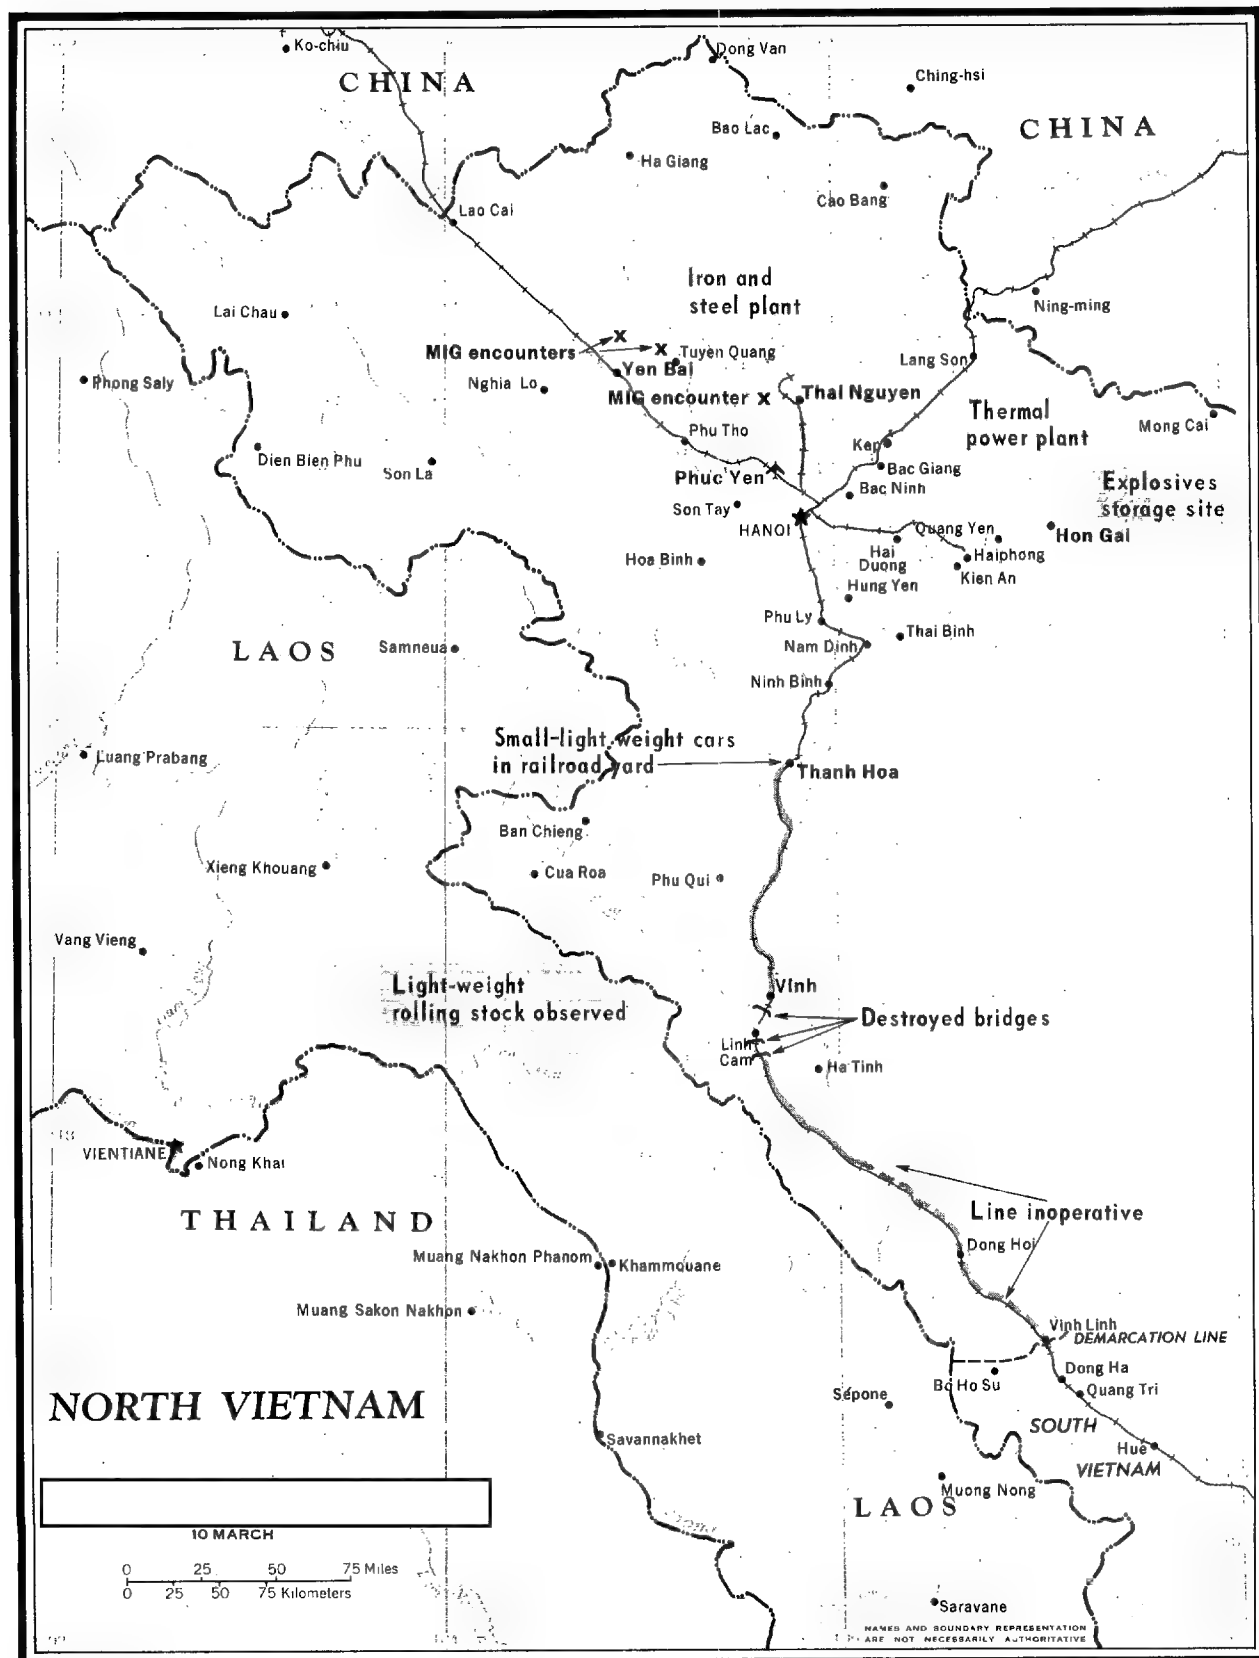 Ko-chiu
CHINA
Dong Van
Ching-hsi
CHINA
Bao Lac
Ha Giang
Cao Bang
Lao Cai
Iron and
steel plant
Ning-ming
Lai Chau
MIG encounters
Tuyen Quang
Lang Son
Yen Bai
Phong Saly
Nghia Lo
MIG encounter
Thai Nguyen
Thermal
power plant
Mong Cai
Phu Tho
Kep
Dien Bien Phu
Son La
Bac Giang
Phuc Yen
Bac Ninh
Explosives
storage site
Son Tay
HANOI
Quang Yen
Hon Gai
Hai
Duong
Haiphong
Kien An
Hoa Binh
Hung Yen
Phu Ly
Thai Binh
Nam Dinh
LAOS
Samneua
Ninh Binh
Small-light weight cars
in railroad yard
Luang Prabang
Thanh Hoa
Ban Chieng
Xieng Khouang
Cua Roa
Phu Qui
Vang Vieng
Light-weight
rolling stock observed
Vinh
Destroyed bridges
Linh
Cam
Ha Tinh
18
VIENTIANE
Nong Khai
THAILAND
Line inoperative
Dong Hoi
Muang Nakhon Phanom
Khammouane
Muang Sakon Nakhon
Vinh Linh
DEMARCATION LINE
Dong Ha
Bo Ho Su
Quang Tri
Sépone
NORTH VIETNAM
SOUTH
VIETNAM
Hué
Savannakhet
Muong Nong
LAOS
10 MARCH
0 25 50 75 Miles
0 25 50 75 Kilometers
Saravane
NAMES AND BOUNDARY REPRESENTATION
ARE NOT NECESSARILY AUTHORITATIVE